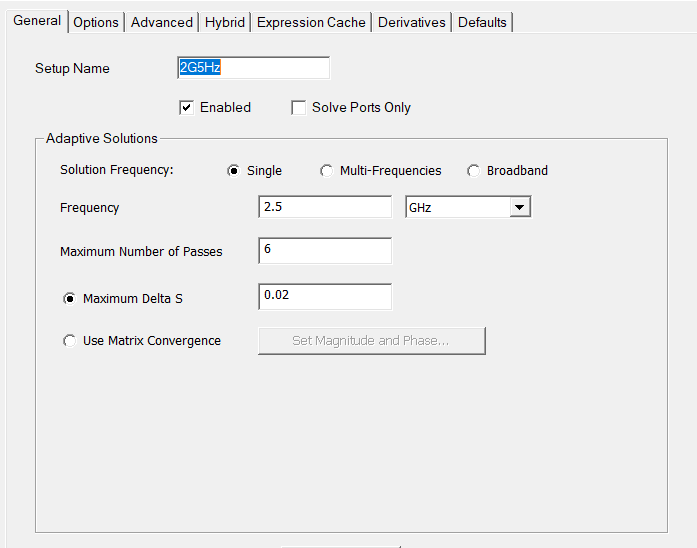 General Options Advanced Hybrid Expression Cache Derivatives Defaults
Setup Name 2G5Hz
Enabled Solve Ports Only
Adaptive Solutions
Solution Frequency: Single Multi-Frequencies Broadband
Frequency 2.5 GHz
Maximum Number of Passes 6
Maximum Delta S 0.02
Use Matrix Convergence Set Magnitude and Phase...